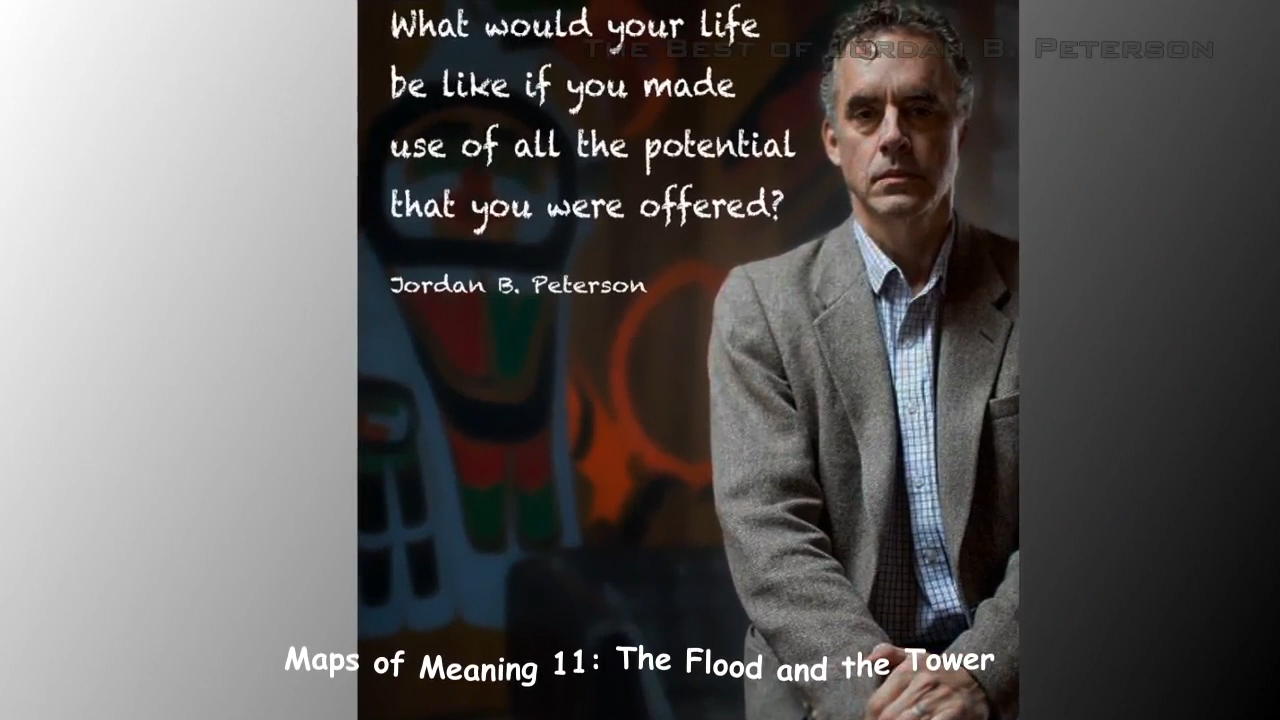 What would your life
The Best of Jordan B. Peterson
be like if you made
use of all the potential
that you were offered?
Jordan B. Peterson
Maps of Meaning 11: The Flood and the Tower